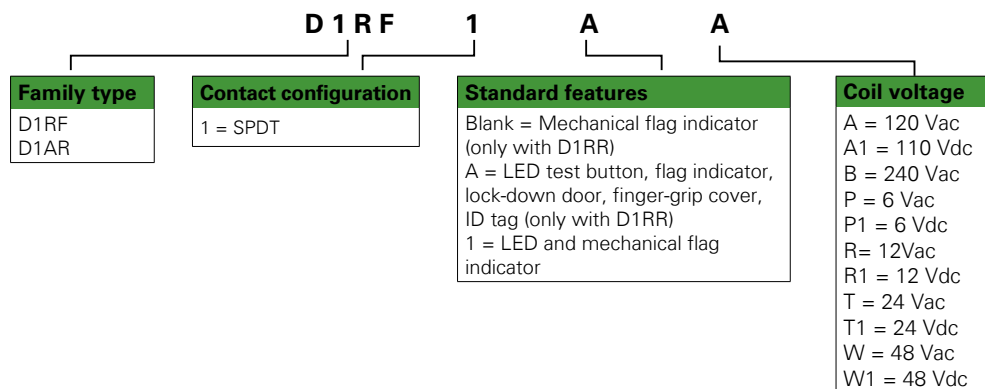 D1RF 1 A A
Family type
D1RF
D1AR
Contact configuration
1 = SPDT
Standard features
Blank = Mechanical flag indicator
(only with D1RR)
A = LED test button, flag indicator,
lock-down door, finger-grip cover,
ID tag (only with D1RR)
1 = LED and mechanical flag
indicator
Coil voltage
A = 120 Vac
A1 = 110 Vdc
B = 240 Vac
P = 6 Vac
P1 = 6 Vdc
R= 12Vac
R1 = 12 Vdc
T = 24 Vac
T1 = 24 Vdc
W = 48 Vac
W1 = 48 Vdc